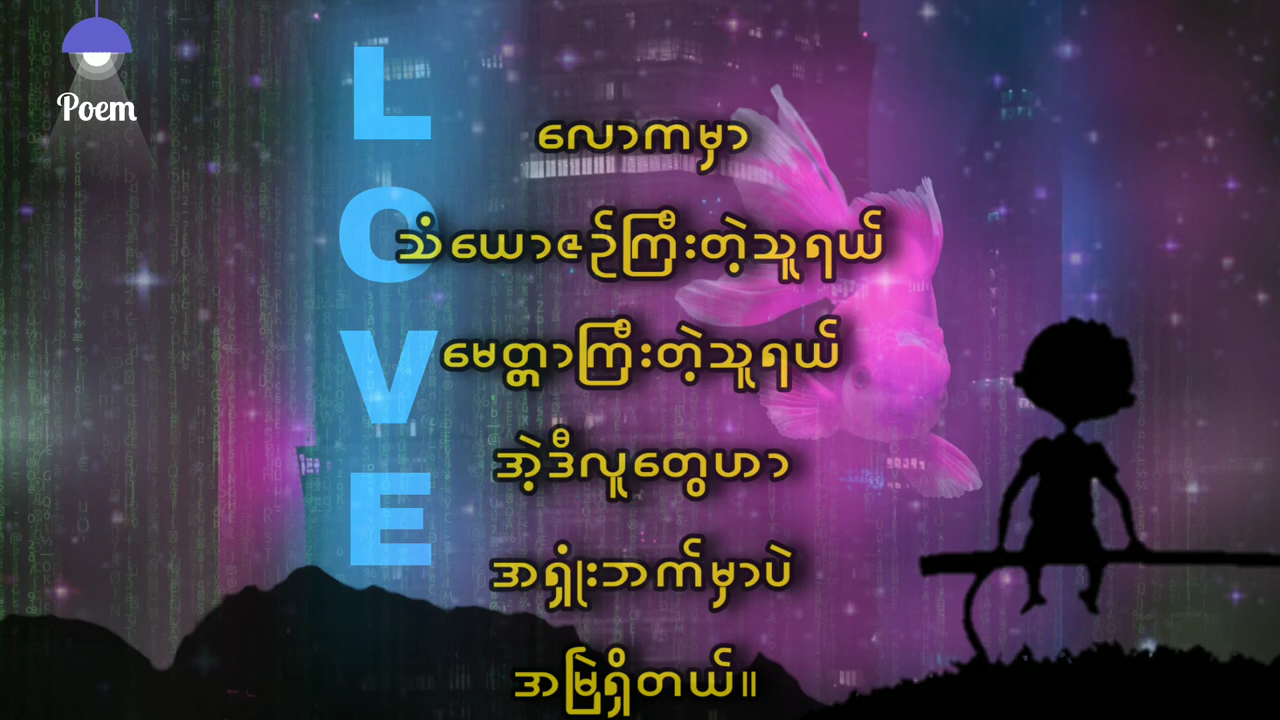 Poem
LOVE
လောကမှာ
သံယောဇဉ်ကြီးတဲ့သူရယ်
မေတ္တာကြီးတဲ့သူရယ်
အဲ့ဒီလူတွေဟာ
အရှုံးဘက်မှာပဲ
အမြဲရှိတယ်။